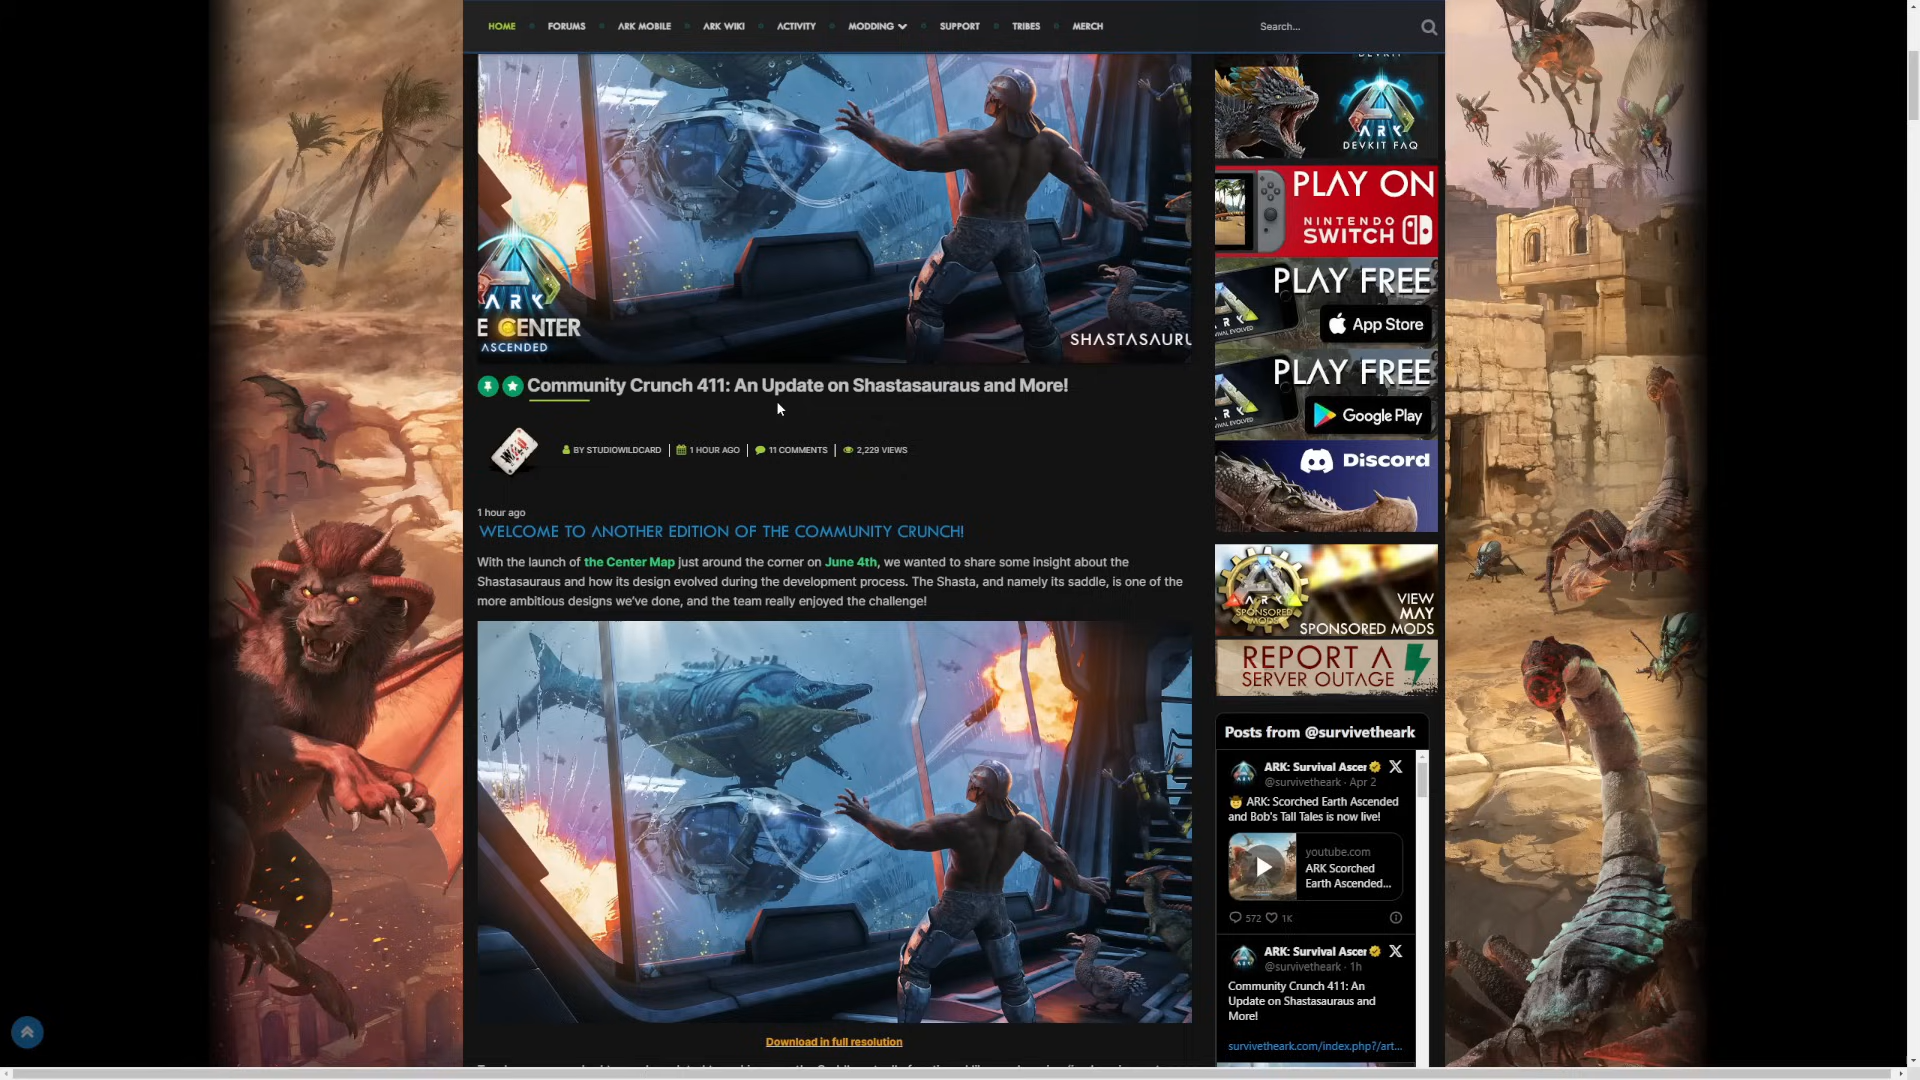 HOME
FORUMS
ARK MOBILE
ARK WIKI
ACTIVITY
MODDING
SUPPORT
TRIBES
MERCH
Search...
ARK
E CENTER
ASCENDED
SHASTASAURU
Community Crunch 411: An Update on Shastasauraus and More!
BY STUDIOWILDCARD
1 HOUR AGO
11 COMMENTS
2,229 VIEWS
1 hour ago
WELCOME TO ANOTHER EDITION OF THE COMMUNITY CRUNCH!
With the launch of the Center Map just around the corner on June 4th, we wanted to share some insight about the
Shastasauraus and how its design evolved during the development process. The Shasta, and namely its saddle, is one of the
more ambitious designs we've done, and the team really enjoyed the challenge!
Download in full resolution
DEVKIT
ARK
DEVKIT FAQ
PLAY ON
NINTENDO
SWITCH
PLAY FREE
App Store
PLAY FREE
Google Play
Discord
ARK
SPONSORED
MODS
VIEW
MAY
SPONSORED MODS
REPORT A
SERVER OUTAGE
Posts from @survivetheark
ARK: Survival Ascer
@survivetheark · Apr 2
🤠 ARK: Scorched Earth Ascended
and Bob's Tall Tales is now live!
youtube.com
ARK Scorched
Earth Ascended...
572
1K
ARK: Survival Ascer
@survivetheark · 1h
Community Crunch 411: An
Update on Shastasauraus and
More!
survivetheark.com/index.php?/art...